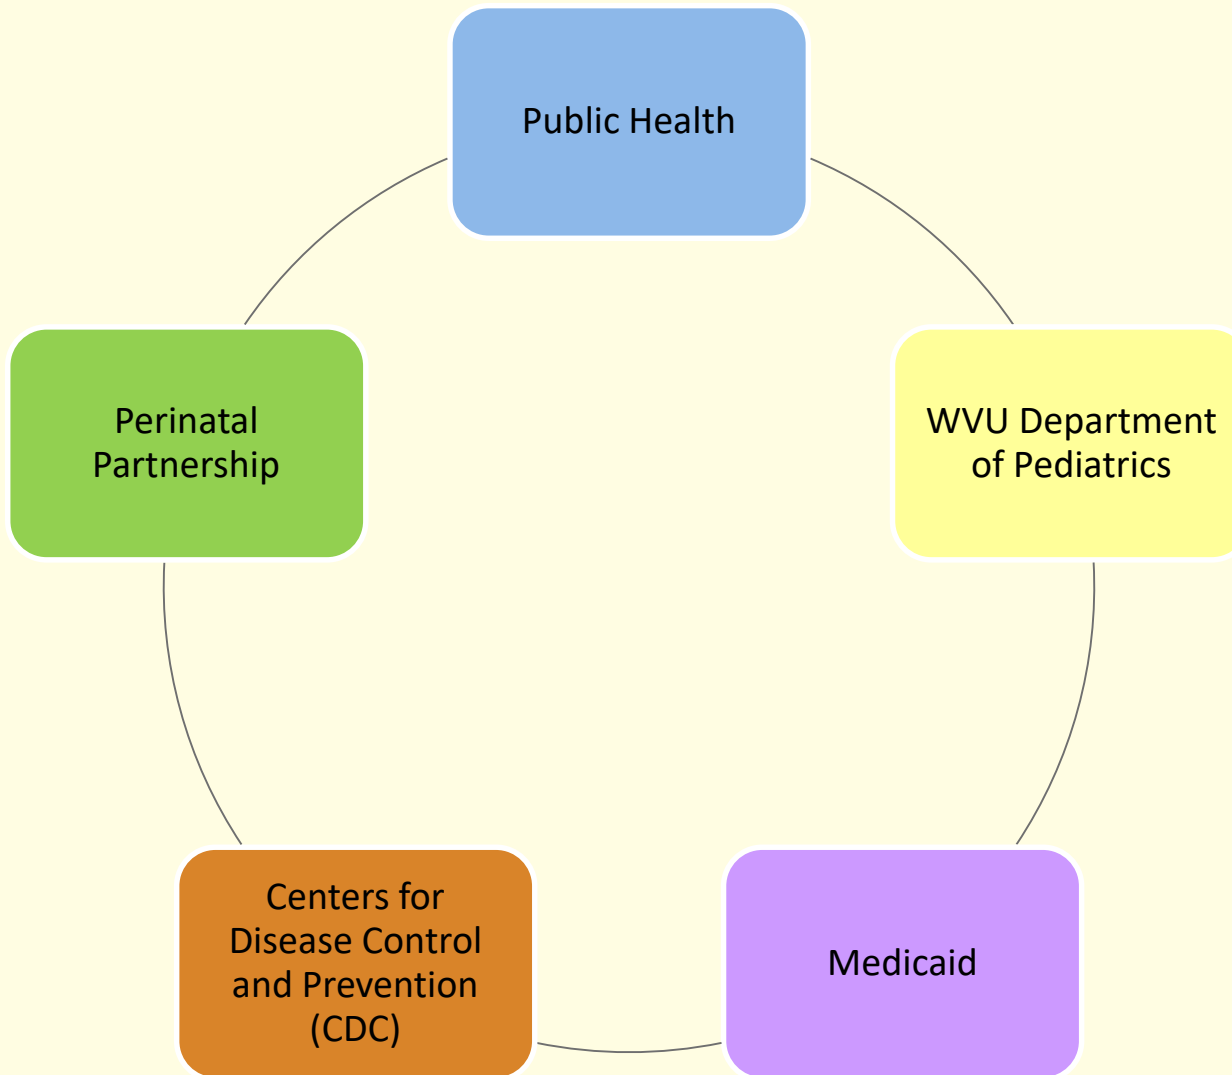 Public Health
Perinatal
Partnership
WVU Department
of Pediatrics
Centers for
Disease Control
and Prevention
(CDC)
Medicaid